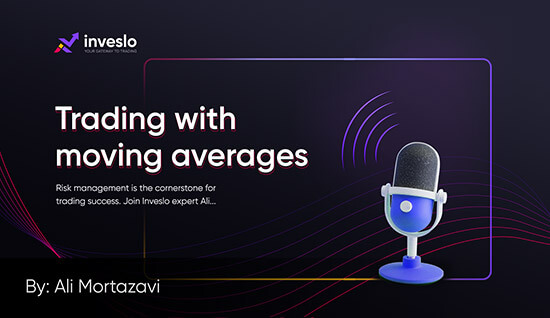 inveslo
YOUR GATEWAY TO TRADING
Trading with
moving averages
Risk management is the cornerstone for
trading success. Join Inveslo expert Ali...
By: Ali Mortazavi